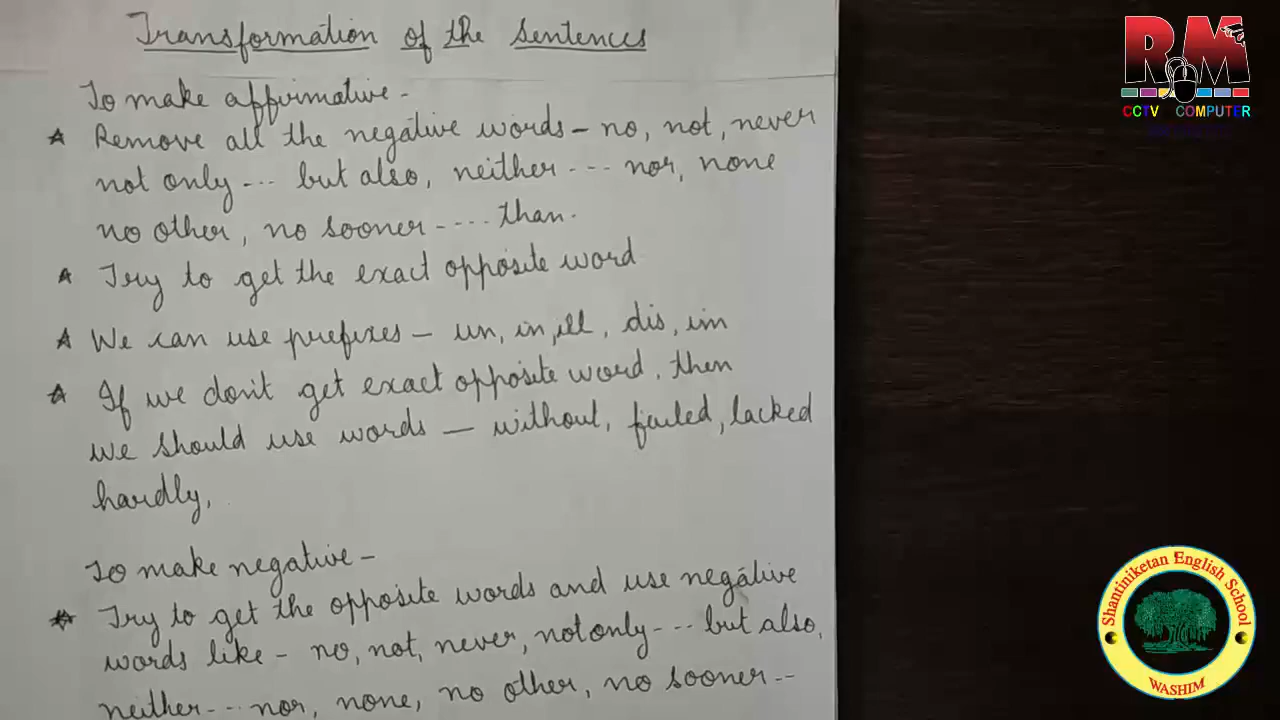 Transformation of the Sentences
To make affirmative -
★ Remove all the negative words - no, not, never
not only --- but also, neither --- nor, none
no other, no sooner ---- than.
★ Try to get the exact opposite word
★ We can use prefixes - un, in, ill, dis, im
★ If we don't get exact opposite word, then
we should use words — without, failed, lacked
hardly,
To make negative -
★ Try to get the opposite words and use negative
words like - no, not, never, not only --- but also,
neither --- nor, none, no other, no sooner --
RM
CCTV COMPUTER
Shantiniketan English School
WASHIM